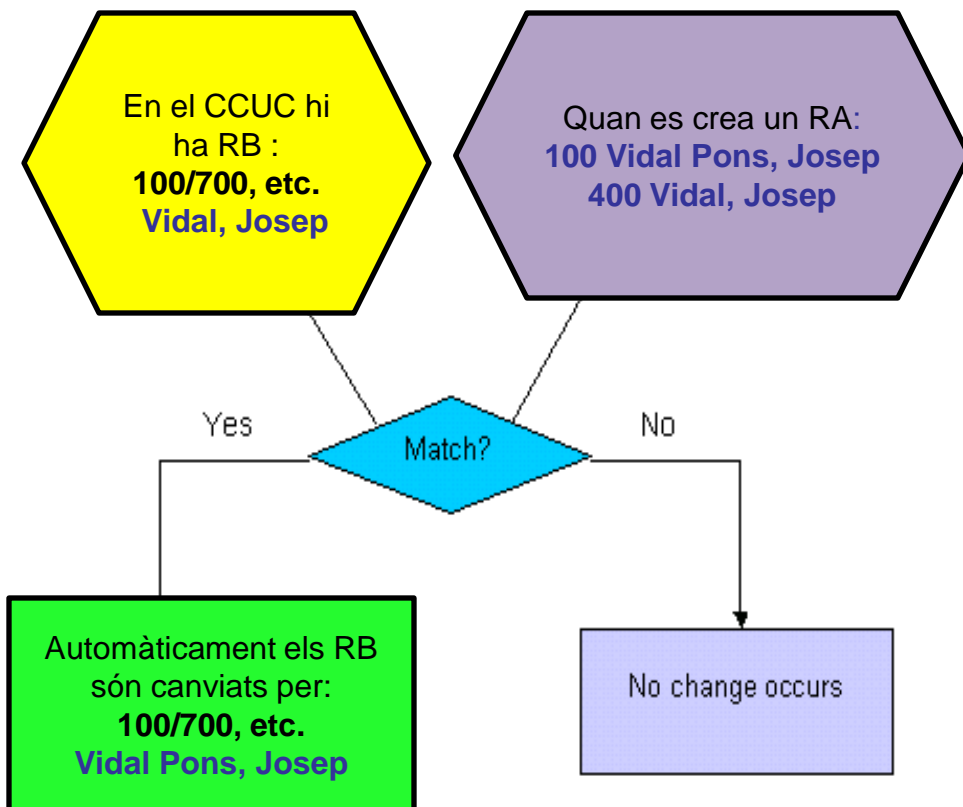 En el CCUC hi
ha RB :
100/700, etc.
Vidal, Josep
Quan es crea un RA:
100 Vidal Pons, Josep
400 Vidal, Josep
Yes
Match?
No
Automàticament els RB
són canviats per:
100/700, etc.
Vidal Pons, Josep
No change occurs